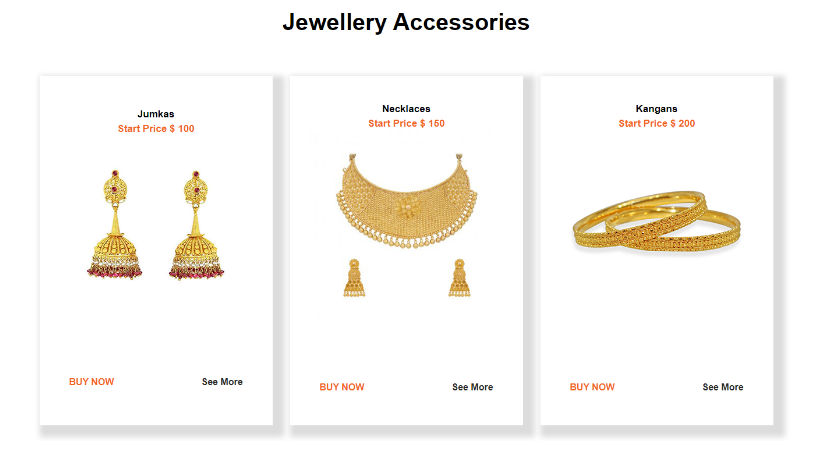 Jewellery Accessories
Jumkas
Start Price $ 100
BUY NOW
See More
Necklaces
Start Price $ 150
BUY NOW
See More
Kangans
Start Price $ 200
BUY NOW
See More